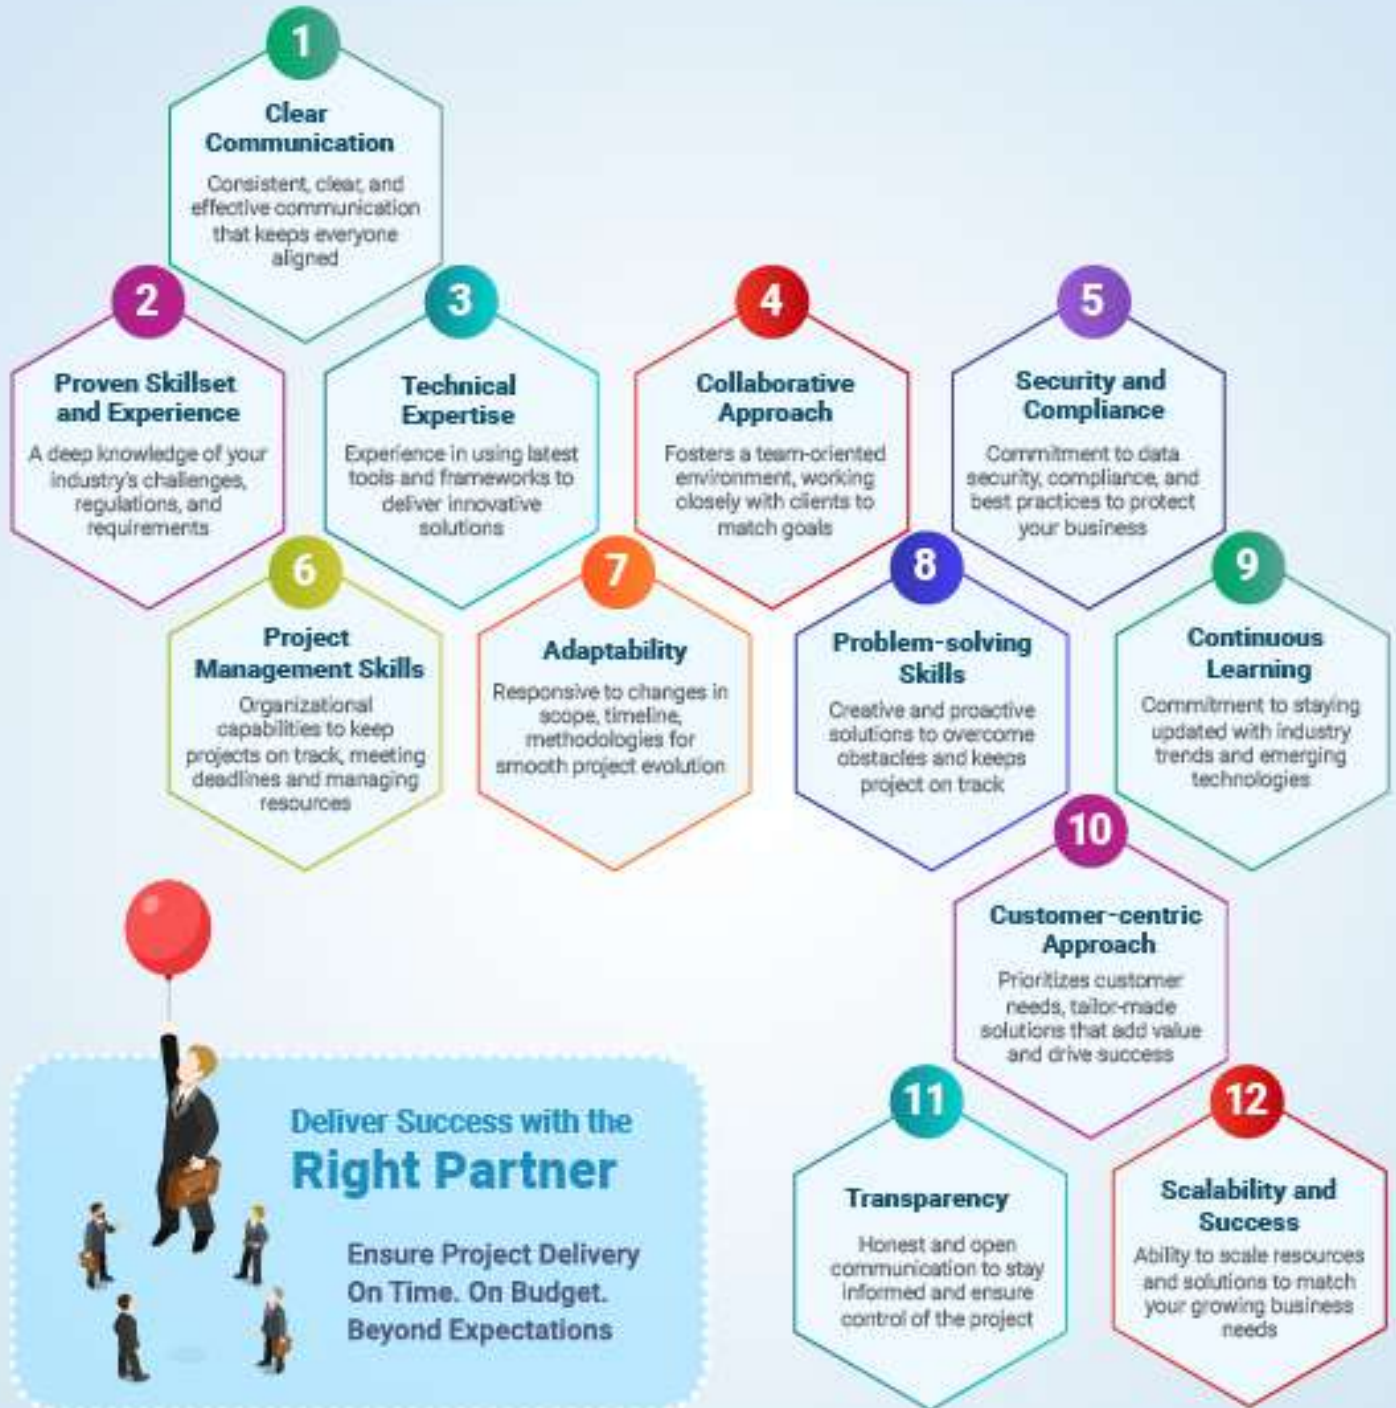 1
Clear
Communication
Consistent, clear, and
effective communication
that keeps everyone
aligned
2
Proven Skillset
and Experience
A deep knowledge of your
industry's challenges,
regulations, and
requirements
3
Technical
Expertise
Experience in using latest
tools and frameworks to
deliver innovative
solutions
4
Collaborative
Approach
Fosters a team-oriented
environment, working
closely with clients to
match goals
5
Security and
Compliance
Commitment to data
security, compliance, and
best practices to protect
your business
6
Project
Management Skills
Organizational
capabilities to keep
projects on track, meeting
deadlines and managing
resources
7
Adaptability
Responsive to changes in
scope, timeline,
methodologies for
smooth project evolution
8
Problem-solving
Skills
Creative and proactive
solutions to overcome
obstacles and keeps
project on track
9
Continuous
Learning
Commitment to staying
updated with industry
trends and emerging
technologies
10
Customer-centric
Approach
Prioritizes customer
needs, tailor-made
solutions that add value
and drive success
11
Transparency
Honest and open
communication to stay
informed and ensure
control of the project
12
Scalability and
Success
Ability to scale resources
and solutions to match
your growing business
needs
Deliver Success with the
Right Partner
Ensure Project Delivery
On Time. On Budget.
Beyond Expectations